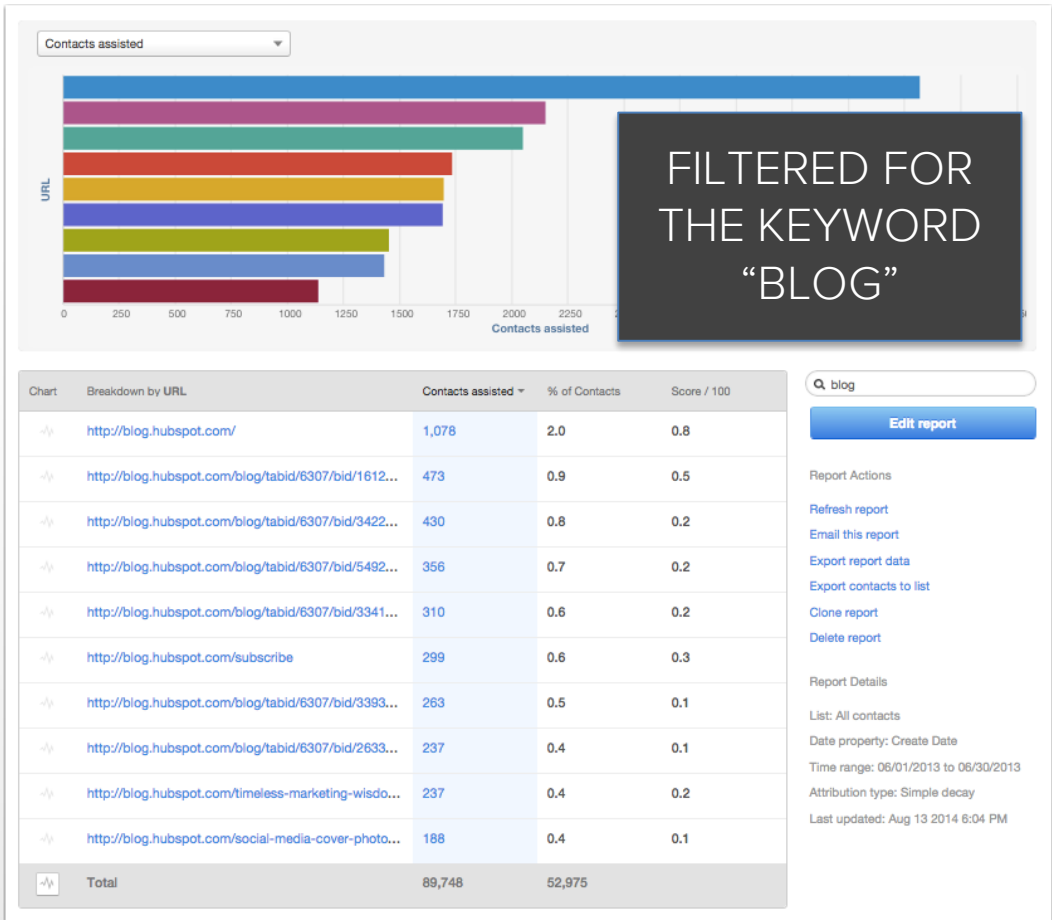 Contacts assisted
URL
0 250 500 750 1000 1250 1500 1750 2000 2250
Contacts assisted
FILTERED FOR
THE KEYWORD
“BLOG”
Chart Breakdown by URL Contacts assisted % of Contacts Score / 100
http://blog.hubspot.com/ 1,078 2.0 0.8
http://blog.hubspot.com/blog/tabid/6307/bid/1612... 473 0.9 0.5
http://blog.hubspot.com/blog/tabid/6307/bid/3422... 430 0.8 0.2
http://blog.hubspot.com/blog/tabid/6307/bid/5492... 356 0.7 0.2
http://blog.hubspot.com/blog/tabid/6307/bid/3341... 310 0.6 0.2
http://blog.hubspot.com/subscribe 299 0.6 0.3
http://blog.hubspot.com/blog/tabid/6307/bid/3393... 263 0.5 0.1
http://blog.hubspot.com/blog/tabid/6307/bid/2633... 237 0.4 0.1
http://blog.hubspot.com/timeless-marketing-wisdo... 237 0.4 0.2
http://blog.hubspot.com/social-media-cover-photo... 188 0.4 0.1
Total 89,748 52,975
blog
Edit report
Report Actions
Refresh report
Email this report
Export report data
Export contacts to list
Clone report
Delete report
Report Details
List: All contacts
Date property: Create Date
Time range: 06/01/2013 to 06/30/2013
Attribution type: Simple decay
Last updated: Aug 13 2014 6:04 PM